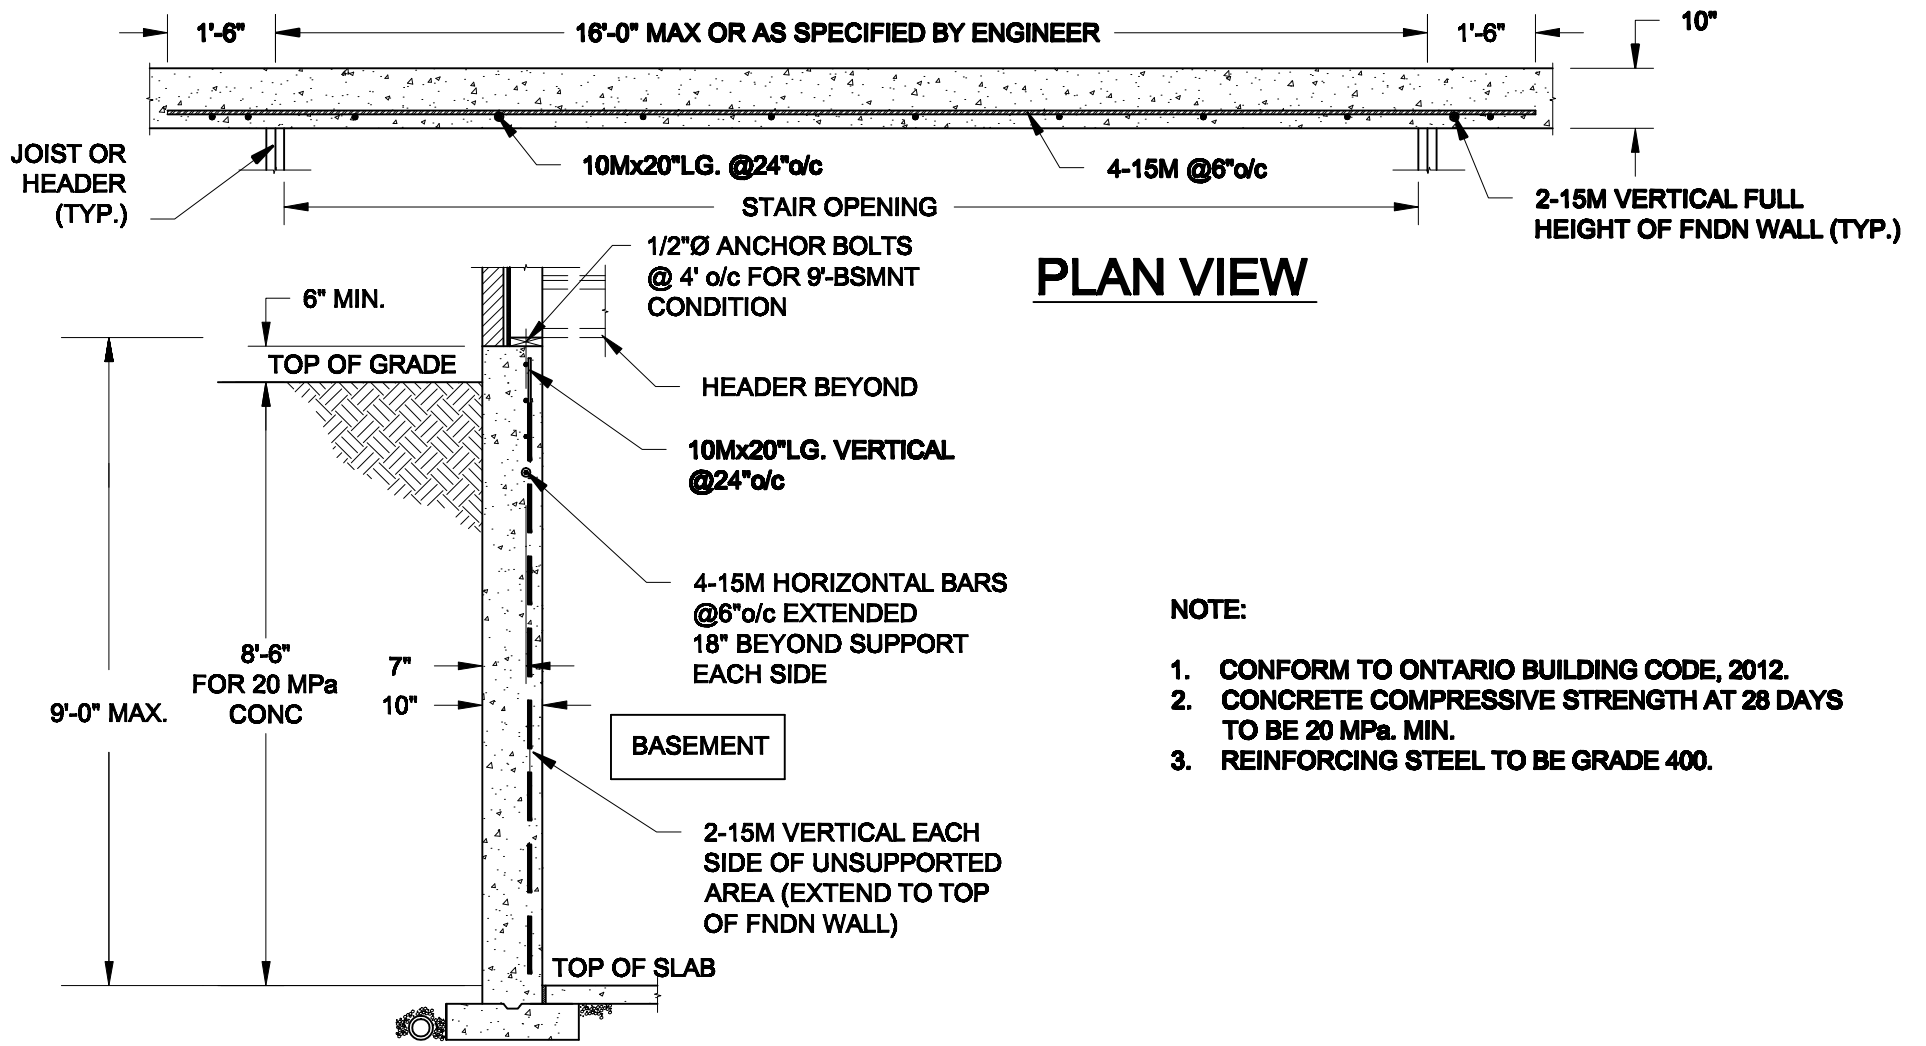 1'-6"
16'-0" MAX OR AS SPECIFIED BY ENGINEER
1'-6"
10"
JOIST OR
HEADER
(TYP.)
10Mx20"LG. @24"o/c
4-15M @6"o/c
2-15M VERTICAL FULL
HEIGHT OF FNDN WALL (TYP.)
STAIR OPENING
PLAN VIEW
1/2"Ø ANCHOR BOLTS
@ 4' o/c FOR 9'-BSMNT
CONDITION
6" MIN.
TOP OF GRADE
HEADER BEYOND
10Mx20"LG. VERTICAL
@24"o/c
4-15M HORIZONTAL BARS
@6"o/c EXTENDED
18" BEYOND SUPPORT
EACH SIDE
9'-0" MAX.
8'-6"
FOR 20 MPa
CONC
7"
10"
BASEMENT
2-15M VERTICAL EACH
SIDE OF UNSUPPORTED
AREA (EXTEND TO TOP
OF FNDN WALL)
TOP OF SLAB
NOTE:
1. CONFORM TO ONTARIO BUILDING CODE, 2012.
2. CONCRETE COMPRESSIVE STRENGTH AT 28 DAYS
TO BE 20 MPa. MIN.
3. REINFORCING STEEL TO BE GRADE 400.